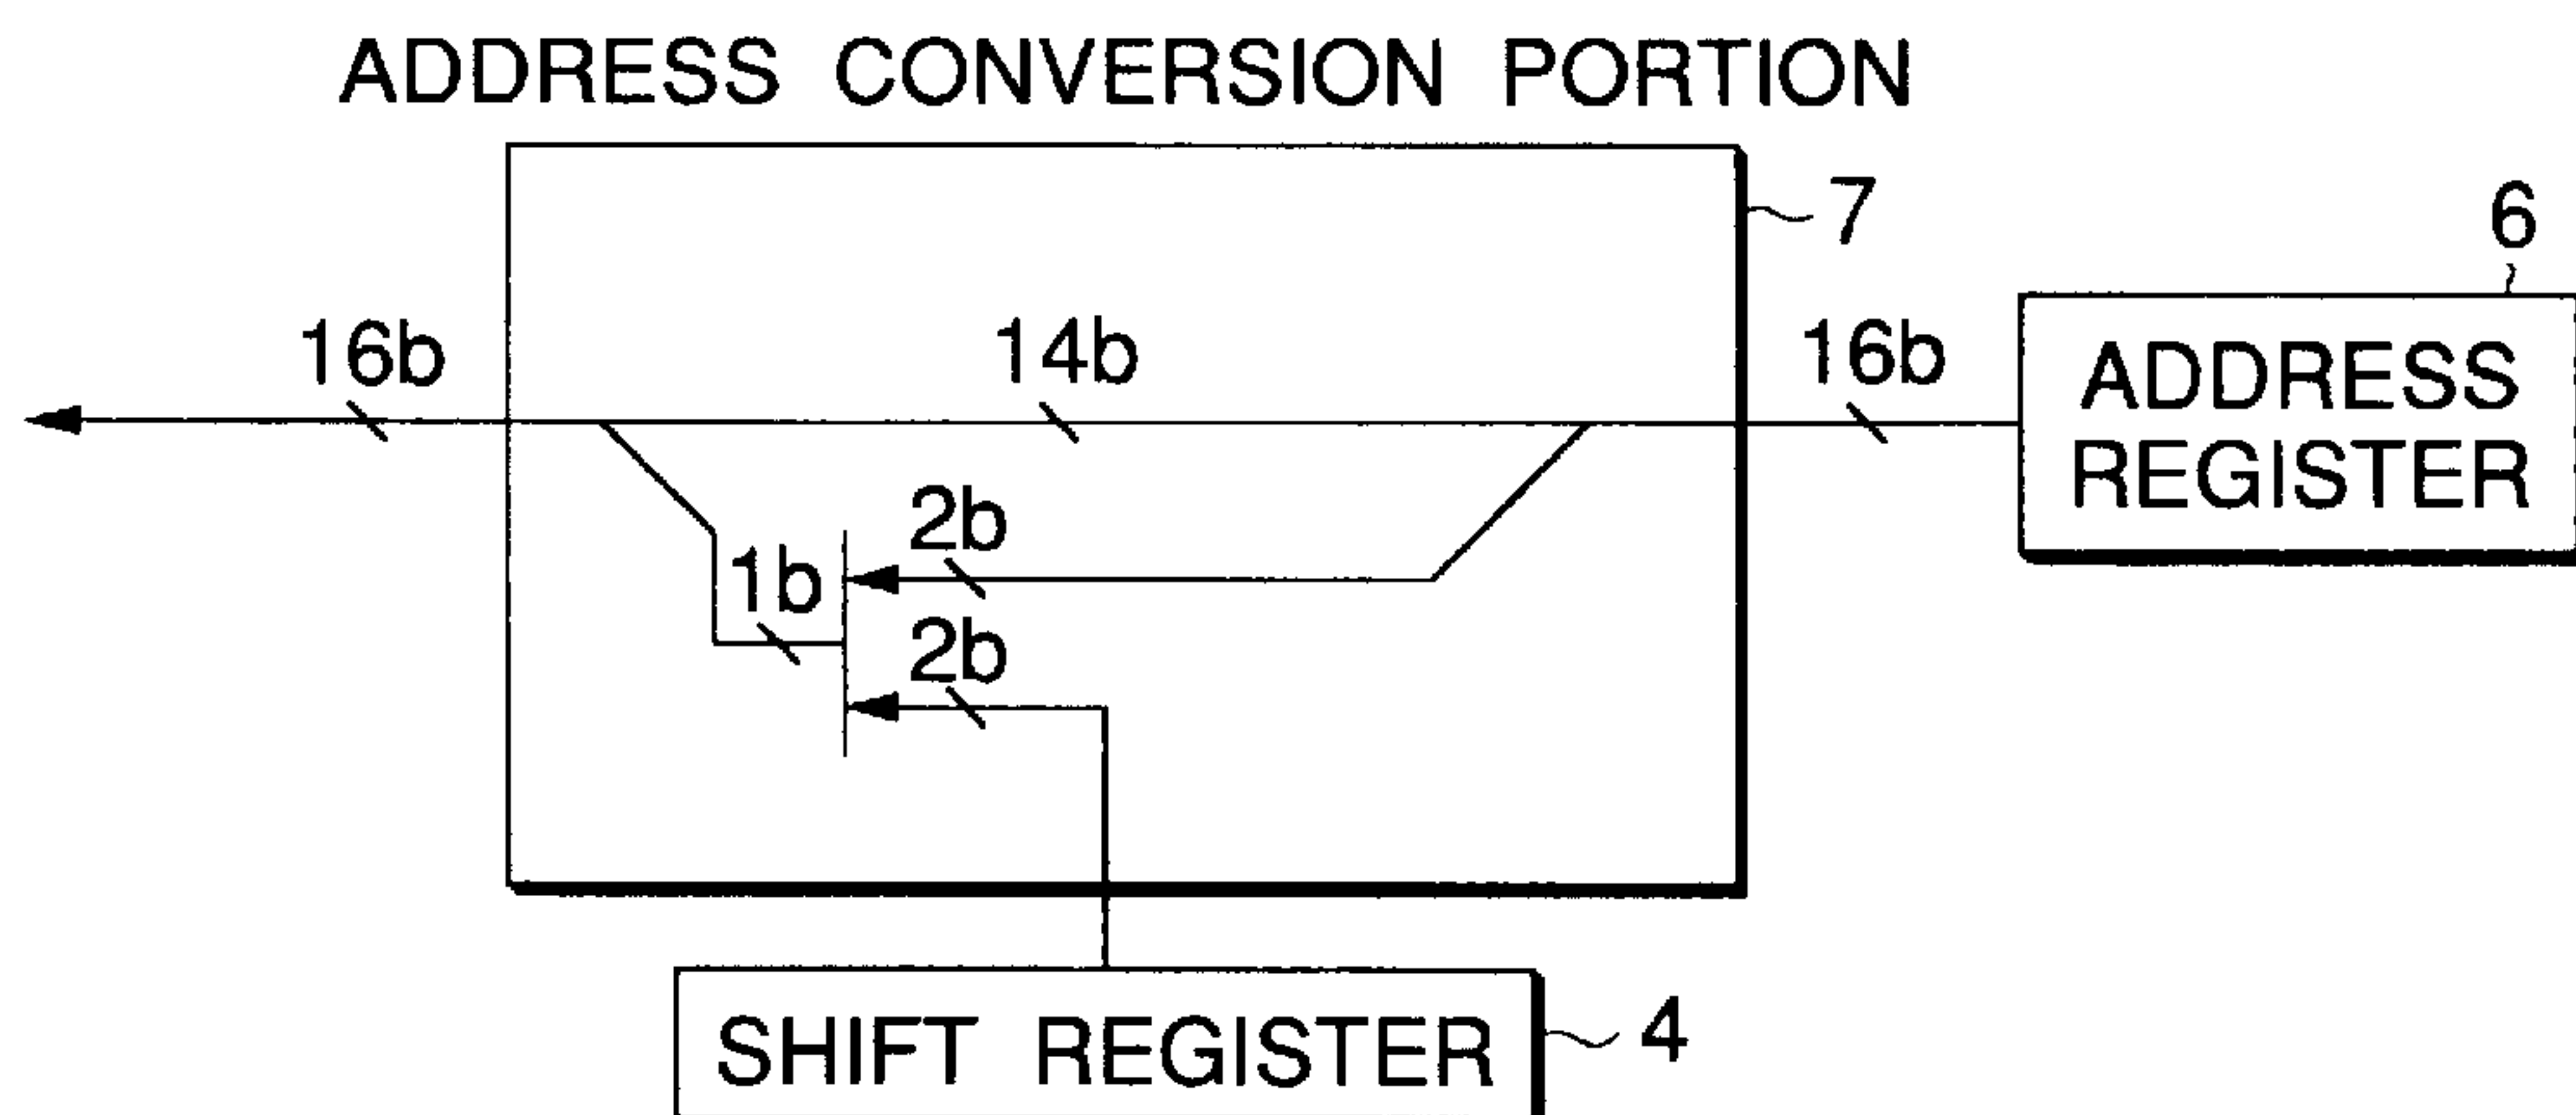 ADDRESS CONVERSION PORTION
7
6
16b
14b
16b
ADDRESS
REGISTER
2b
1b
2b
SHIFT REGISTER
4